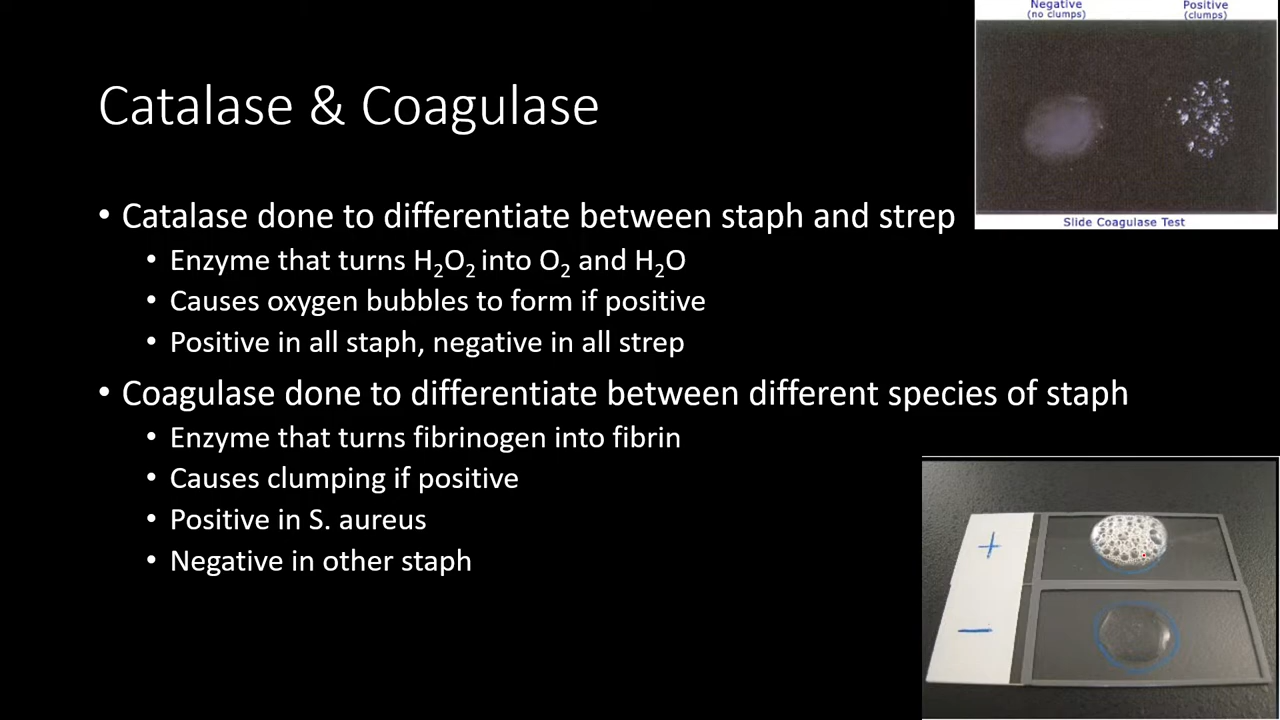 Negative
(no clumps)
Positive
(clumps)
Slide Coagulase Test
Catalase & Coagulase
• Catalase done to differentiate between staph and strep
• Enzyme that turns H₂O₂ into O₂ and H₂O
• Causes oxygen bubbles to form if positive
• Positive in all staph, negative in all strep
• Coagulase done to differentiate between different species of staph
• Enzyme that turns fibrinogen into fibrin
• Causes clumping if positive
• Positive in S. aureus
• Negative in other staph
+
−